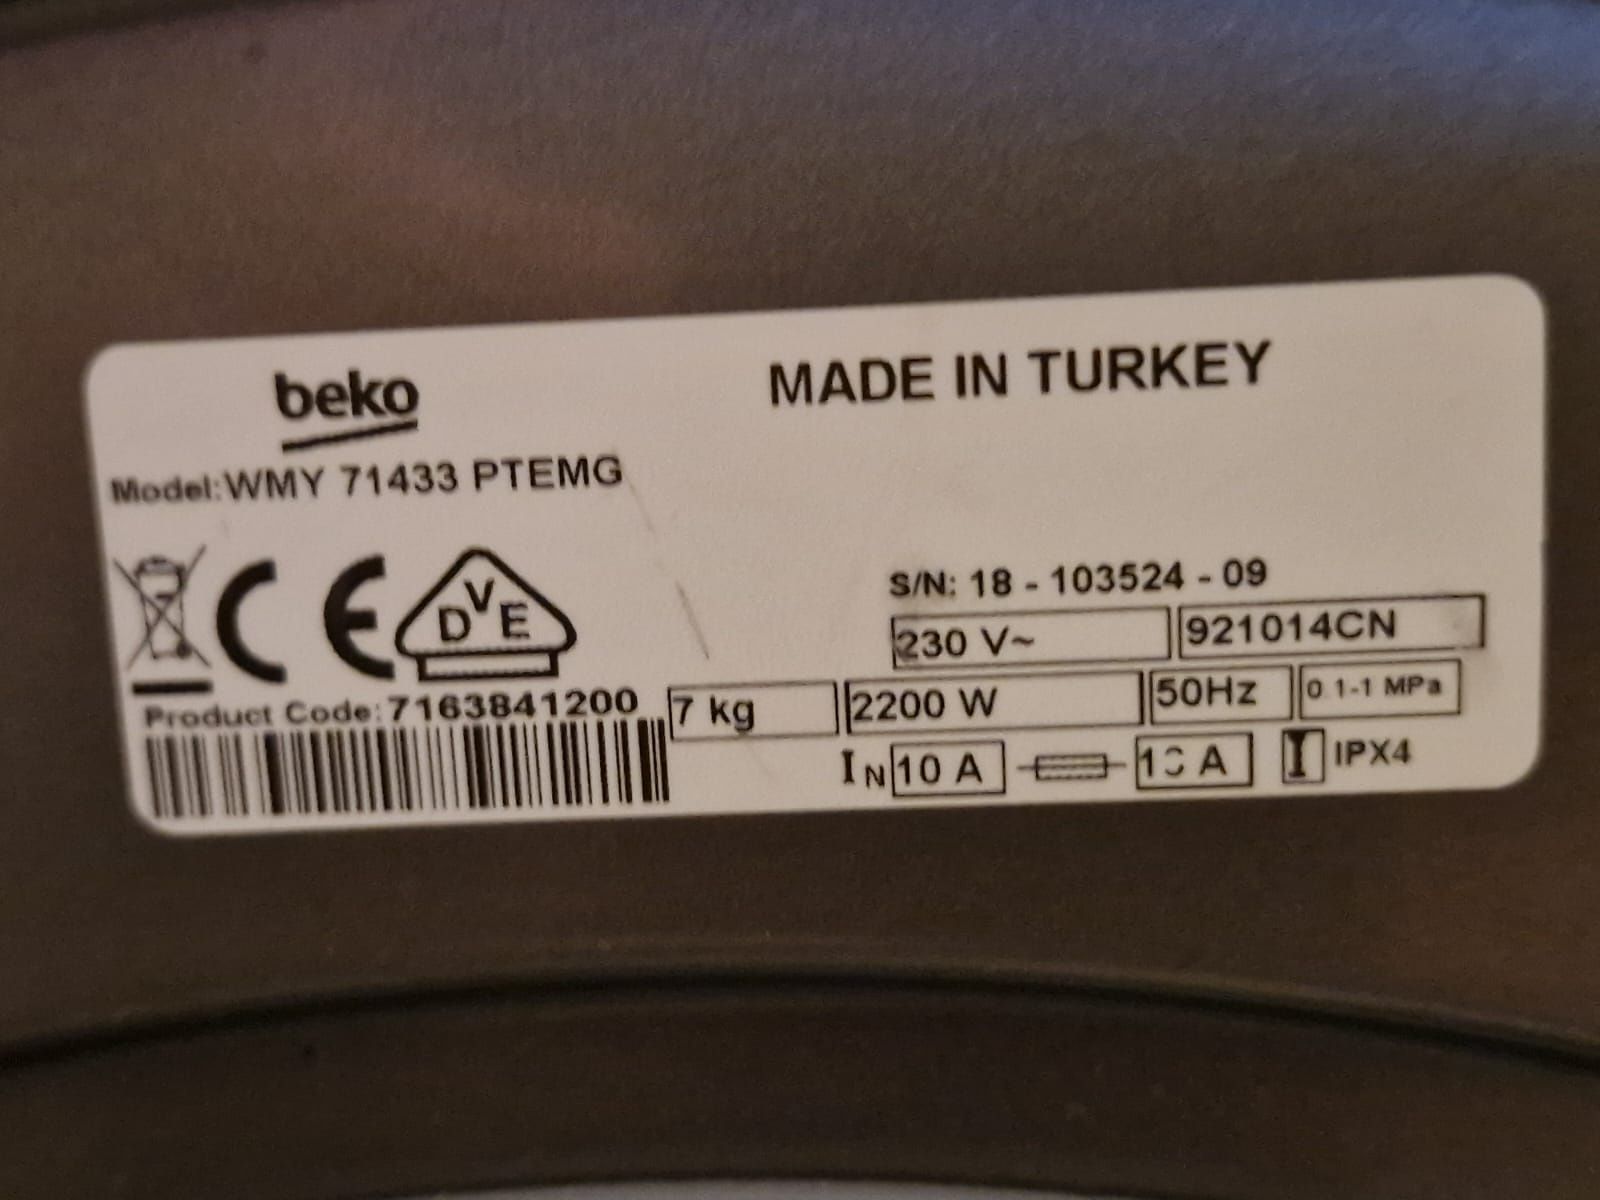 beko
MADE IN TURKEY
Model:WMY 71433 PTEMG
CE
DVE
S/N: 18 - 103524 - 09
230 V~ 921014CN
Product Code:7163841200
7 kg 2200 W 50Hz 0 1-1 MPa
IN 10 A A IPX4